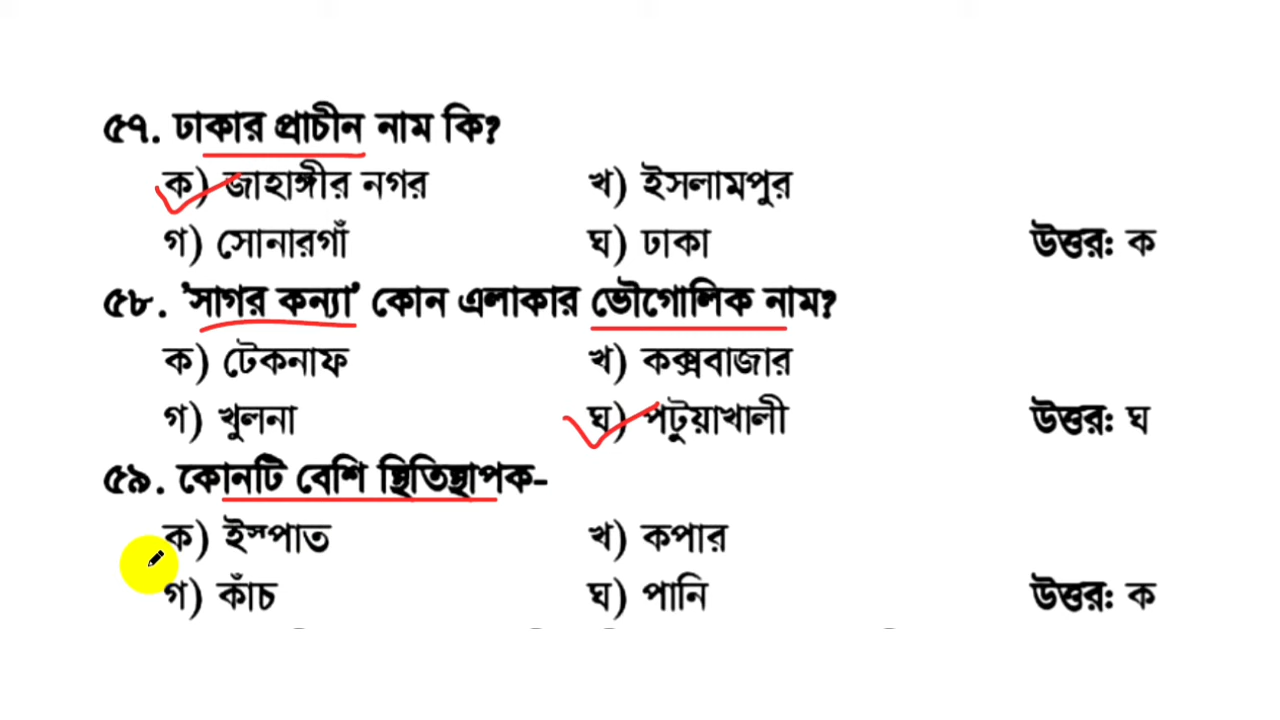 ৫৭. ঢাকার প্রাচীন নাম কি?
ক) জাহাঙ্গীর নগর খ) ইসলামপুর
গ) সোনারগাঁ ঘ) ঢাকা উত্তর: ক
৫৮. 'সাগর কন্যা' কোন এলাকার ভৌগোলিক নাম?
ক) টেকনাফ খ) কক্সবাজার
গ) খুলনা ঘ) পটুয়াখালী উত্তর: ঘ
৫৯. কোনটি বেশি স্থিতিস্থাপক-
ক) ইস্পাত খ) কপার
গ) কাঁচ ঘ) পানি উত্তর: ক